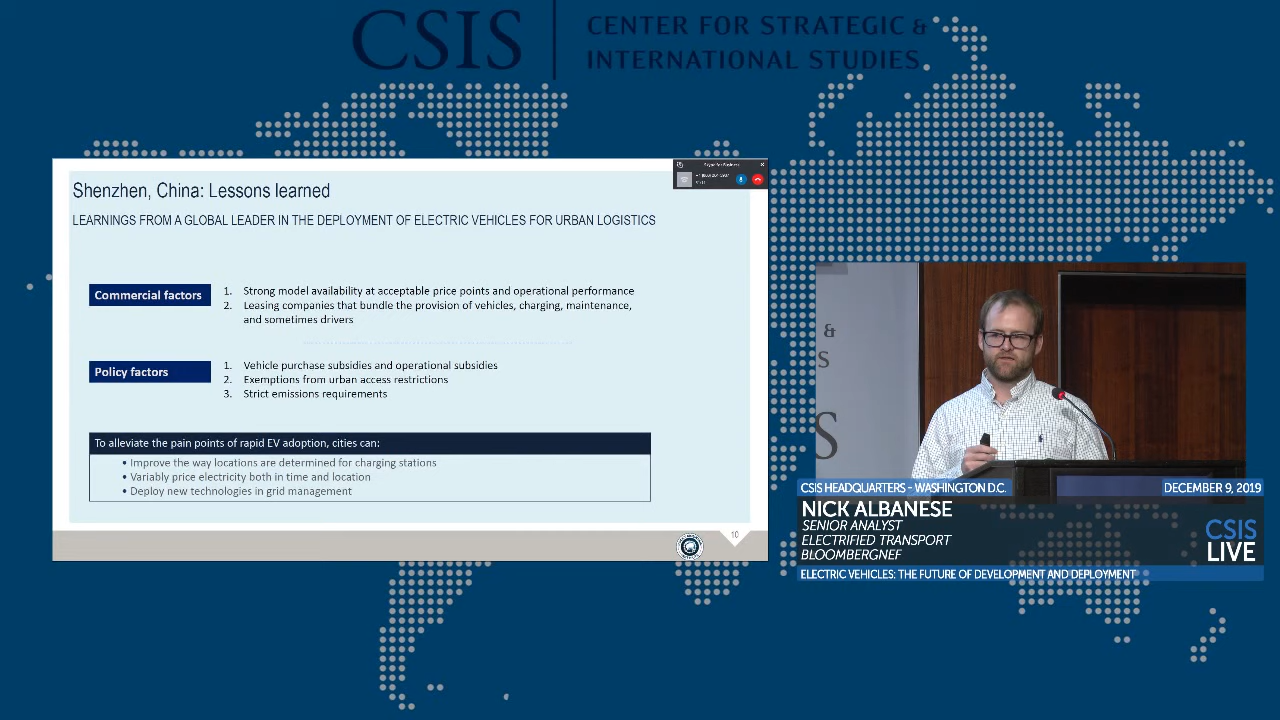 CSIS
CENTER FOR STRATEGIC &
INTERNATIONAL STUDIES
Shenzhen, China: Lessons learned
LEARNINGS FROM A GLOBAL LEADER IN THE DEPLOYMENT OF ELECTRIC VEHICLES FOR URBAN LOGISTICS
Skype for Business
Commercial factors
1. Strong model availability at acceptable price points and operational performance
2. Leasing companies that bundle the provision of vehicles, charging, maintenance,
and sometimes drivers
Policy factors
1. Vehicle purchase subsidies and operational subsidies
2. Exemptions from urban access restrictions
3. Strict emissions requirements
To alleviate the pain points of rapid EV adoption, cities can:
• Improve the way locations are determined for charging stations
• Variably price electricity both in time and location
• Deploy new technologies in grid management
10
&
S
S
CSIS HEADQUARTERS - WASHINGTON D.C.
DECEMBER 9, 2019
NICK ALBANESE
SENIOR ANALYST
ELECTRIFIED TRANSPORT
BLOOMBERGNEF
CSIS
LIVE
ELECTRIC VEHICLES: THE FUTURE OF DEVELOPMENT AND DEPLOYMENT